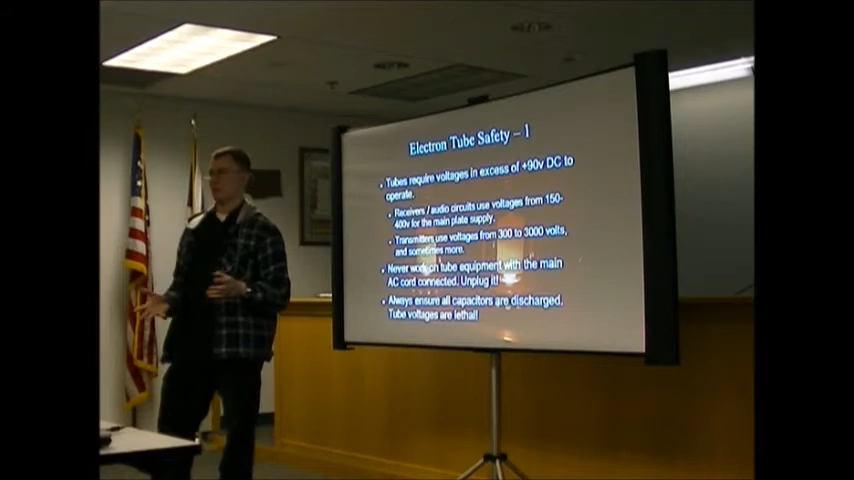 Electron Tube Safety – 1
Tubes require voltages in excess of +90v DC to
operate.
Receivers / audio circuits use voltages from 150-
400v for the main plate supply.
Transmitters use voltages from 300 to 3000 volts,
and sometimes more.
Never work on tube equipment with the main
AC cord connected. Unplug it!
Always ensure all capacitors are discharged.
Tube voltages are lethal!